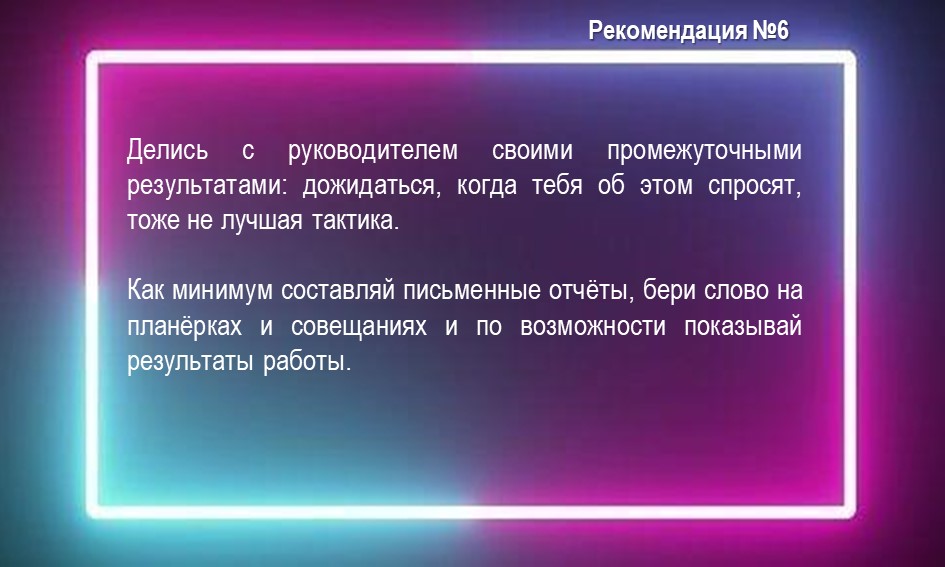 Рекомендация №6
Делись с руководителем своими промежуточными
результатами: дожидаться, когда тебя об этом спросят,
тоже не лучшая тактика.
Как минимум составляй письменные отчёты, бери слово на
планёрках и совещаниях и по возможности показывай
результаты работы.